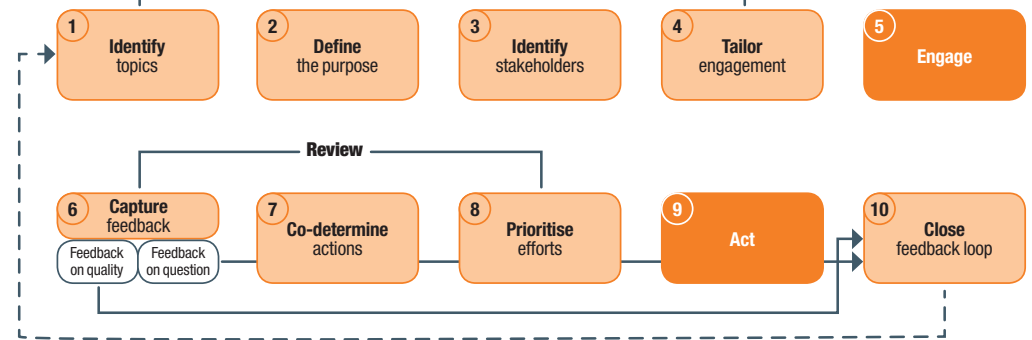 1
Identify
topics
2
Define
the purpose
3
Identify
stakeholders
4
Tailor
engagement
5
Engage
Review
6
Capture
feedback
Feedback
on quality
Feedback
on question
7
Co-determine
actions
8
Prioritise
efforts
9
Act
10
Close
feedback loop